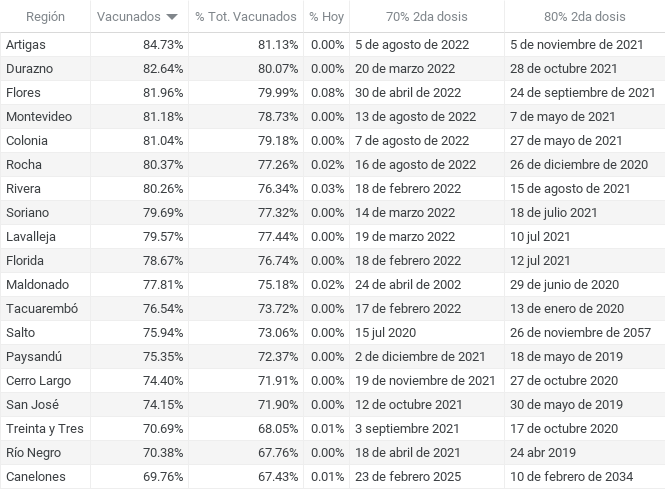 Región Vacunados % Tot. Vacunados % Hoy 70% 2da dosis 80% 2da dosis
Artigas 84.73% 81.13% 0.00% 5 de agosto de 2022 5 de noviembre de 2021
Durazno 82.64% 80.07% 0.00% 20 de marzo 2022 28 de octubre 2021
Flores 81.96% 79.99% 0.08% 30 de abril de 2022 24 de septiembre de 2021
Montevideo 81.18% 78.73% 0.00% 13 de agosto de 2022 7 de mayo de 2021
Colonia 81.04% 79.18% 0.00% 7 de agosto de 2022 27 de mayo de 2021
Rocha 80.37% 77.26% 0.02% 16 de agosto de 2022 26 de diciembre de 2020
Rivera 80.26% 76.34% 0.03% 18 de febrero 2022 15 de agosto de 2021
Soriano 79.69% 77.32% 0.00% 14 de marzo de 2022 18 de julio 2021
Lavalleja 79.57% 77.44% 0.00% 19 de marzo de 2022 10 jul 2021
Florida 78.67% 76.74% 0.00% 18 de febrero de 2022 12 jul 2021
Maldonado 77.81% 75.18% 0.02% 24 de abril de 2002 29 de junio de 2020
Tacuarembó 76.54% 73.72% 0.00% 17 de febrero de 2022 13 de enero de 2020
Salto 75.94% 73.06% 0.00% 15 jul 2020 26 de noviembre de 2057
Paysandú 75.35% 72.37% 0.00% 2 de diciembre de 2021 18 de mayo de 2019
Cerro Largo 74.40% 71.91% 0.00% 19 de noviembre de 2021 27 de octubre 2020
San José 74.15% 71.90% 0.00% 12 de octubre 2021 30 de mayo de 2019
Treinta y Tres 70.69% 68.05% 0.01% 3 septiembre 2021 17 de octubre 2020
Río Negro 70.38% 67.76% 0.00% 18 de abril de 2021 24 abr 2019
Canelones 69.76% 67.43% 0.01% 23 de febrero 2025 10 de febrero de 2034